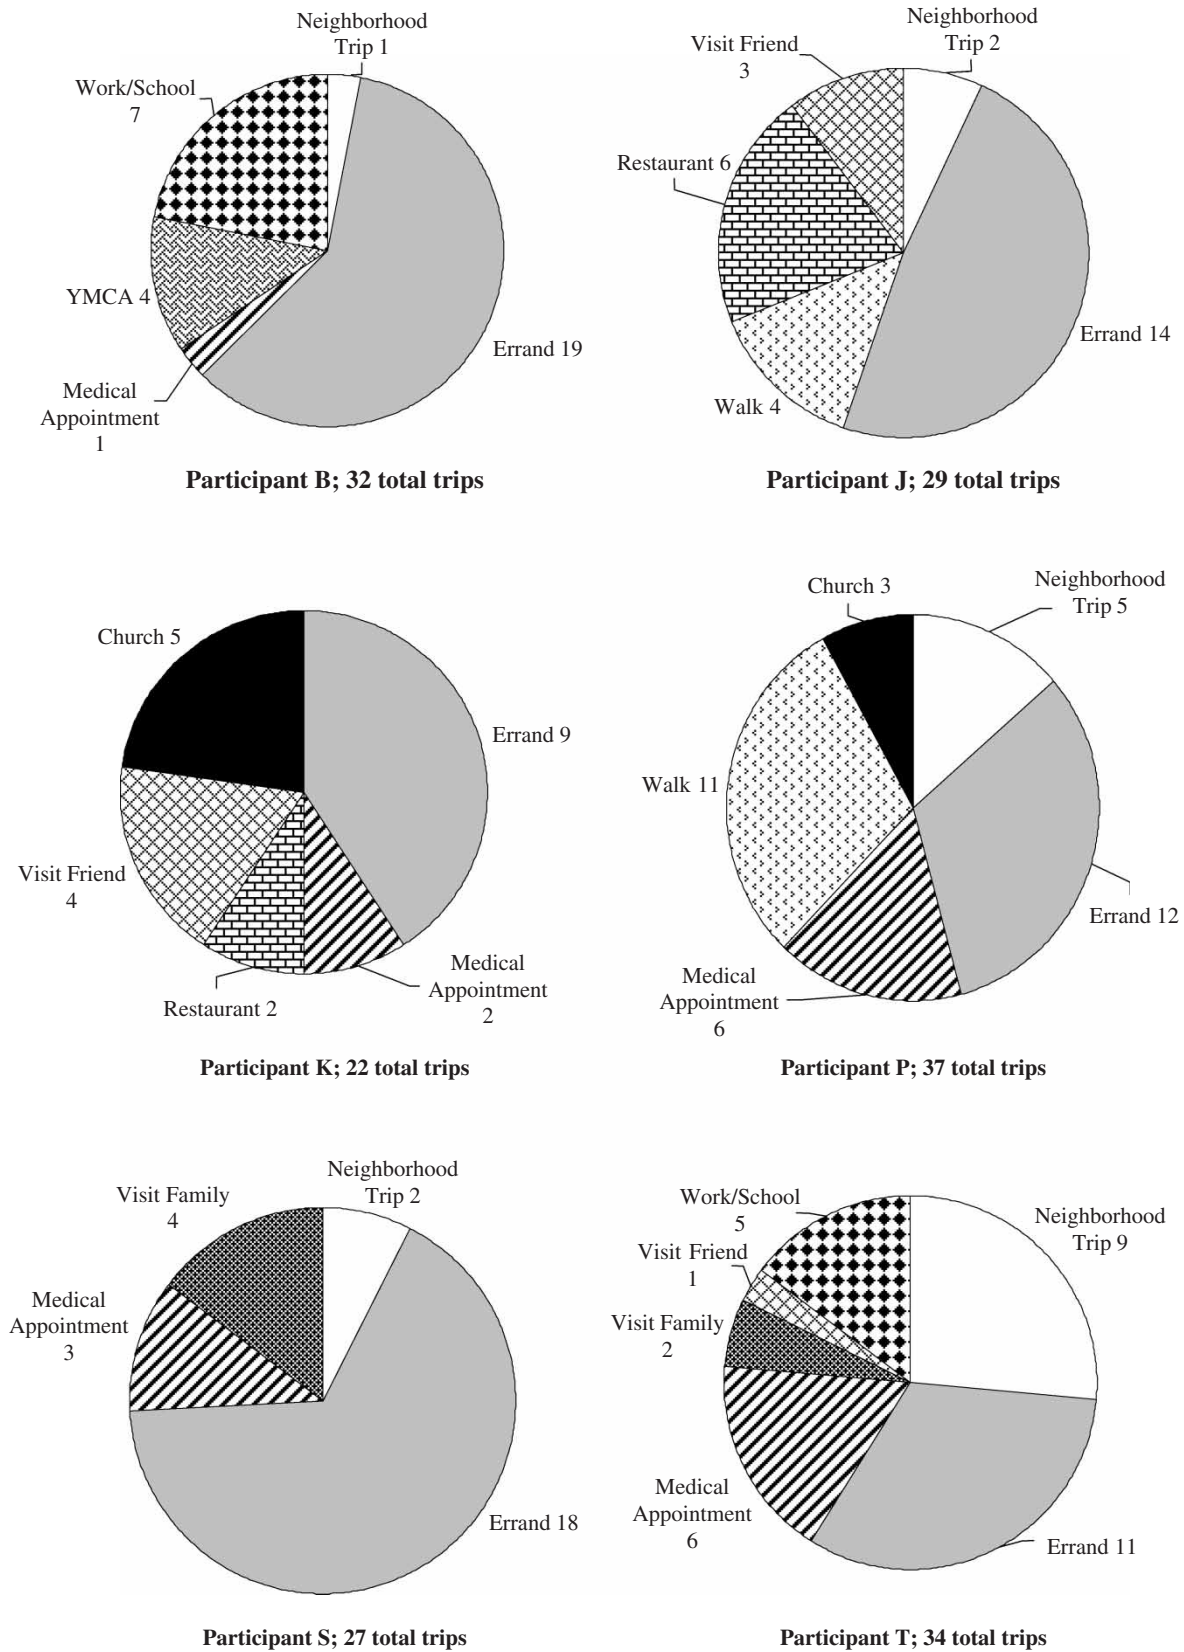 Neighborhood
Trip 1
Work/School
7
YMCA 4
Medical
Appointment
1
Errand 19
Participant B; 32 total trips
Neighborhood
Trip 2
Visit Friend
3
Restaurant 6
Walk 4
Errand 14
Participant J; 29 total trips
Church 5
Errand 9
Visit Friend
4
Restaurant 2
Medical
Appointment
2
Participant K; 22 total trips
Church 3
Neighborhood
Trip 5
Walk 11
Errand 12
Medical
Appointment
6
Participant P; 37 total trips
Visit Family
4
Neighborhood
Trip 2
Medical
Appointment
3
Errand 18
Participant S; 27 total trips
Work/School
5
Neighborhood
Trip 9
Visit Friend
1
Visit Family
2
Medical
Appointment
6
Errand 11
Participant T; 34 total trips